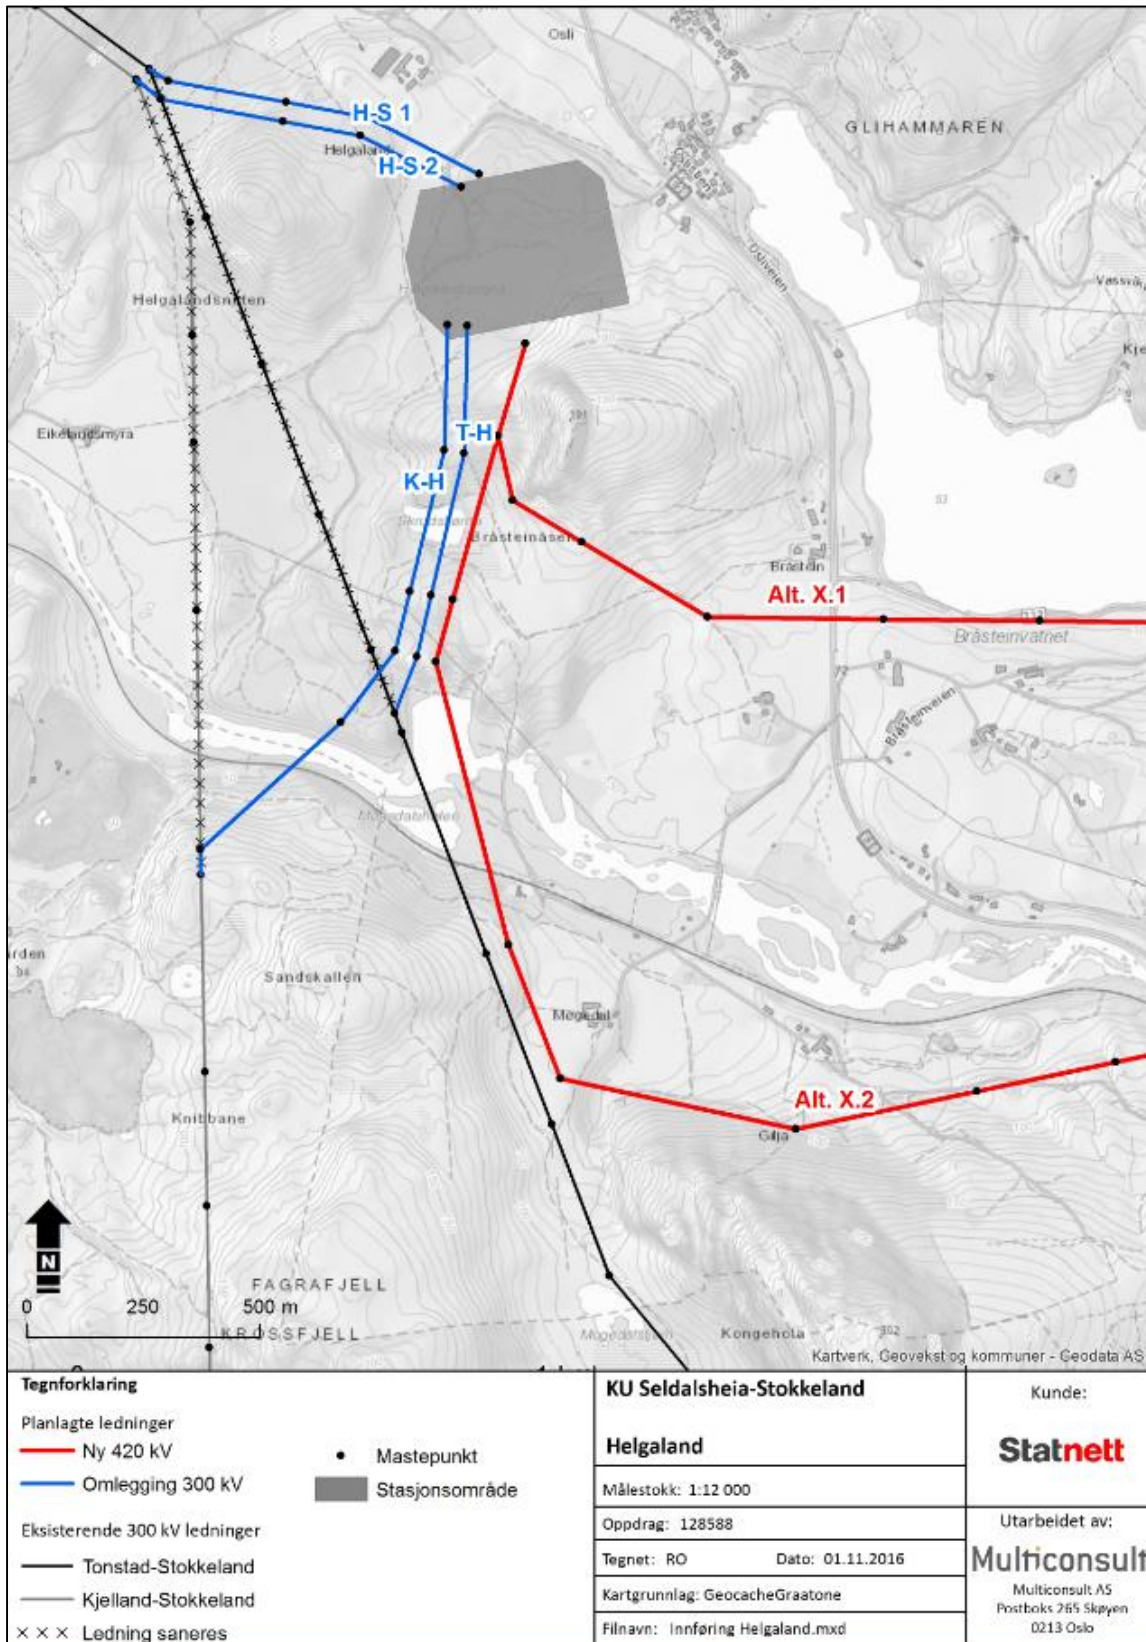 Osli
GLIHAMMAREN
H-S 1
Helgaland
H-S 2
Osliveien
Helgalandsnuten
Eikelandsmyra
T-H
K-H
Bråsteinåsen
53
Bråstein
Alt. X.1
Bråsteinvatnet
72
Bråsteinveien
Sandskallen
Møgedal
Alt. X.2
Gilja
Knibbane
N
FAGRAFJELL
0 250 500 m
KROSSFJELL
Kongehola
302
Kartverk, Geovekst og kommuner - Geodata AS
Tegnforklaring
Planlagte ledninger
Ny 420 kV
Omlegging 300 kV
Mastepunkt
Stasjonsområde
Eksisterende 300 kV ledninger
Tonstad-Stokkeland
Kjelland-Stokkeland
× × × Ledning saneres
KU Seldalsheia-Stokkeland
Helgaland
Målestokk: 1:12 000
Oppdrag: 128588
Tegnet: RO Dato: 01.11.2016
Kartgrunnlag: GeocacheGraatone
Filnavn: Innføring Helgaland.mxd
Kunde:
Statnett
Utarbeidet av:
Multiconsult
Multiconsult AS
Postboks 265 Skøyen
0213 Oslo